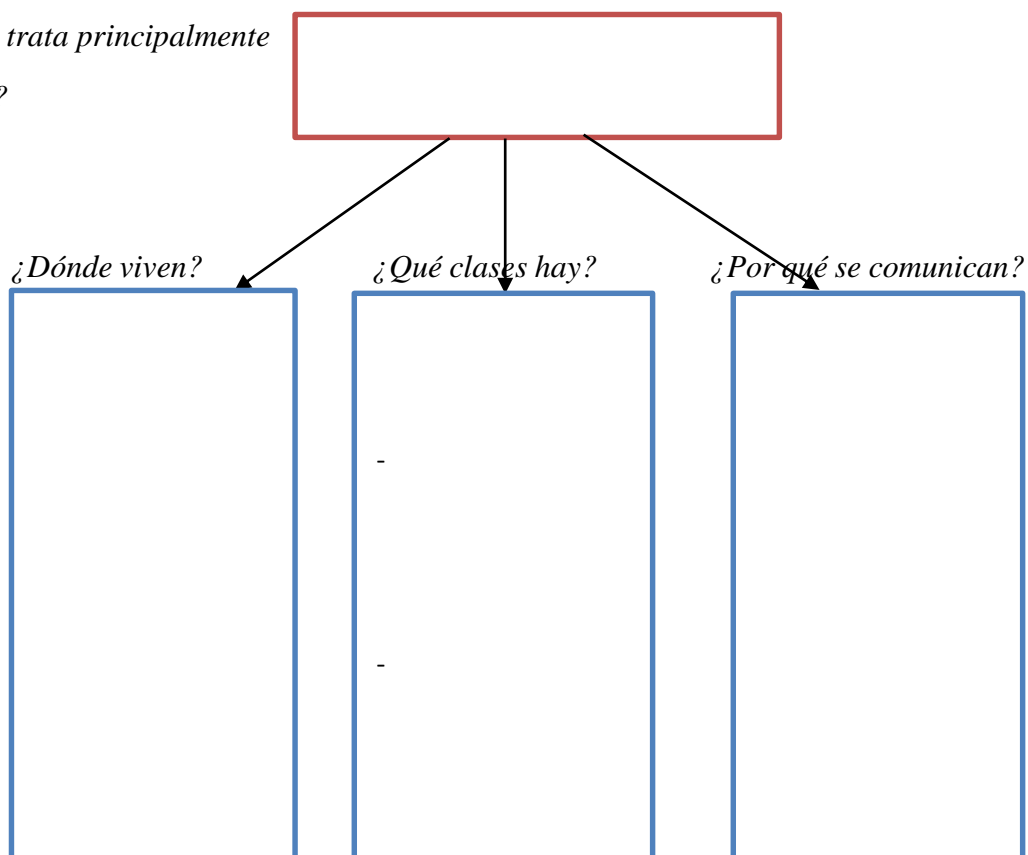 trata principalmente
?
¿Dónde viven? ¿Qué clases hay? ¿Por qué se comunican?
-
-